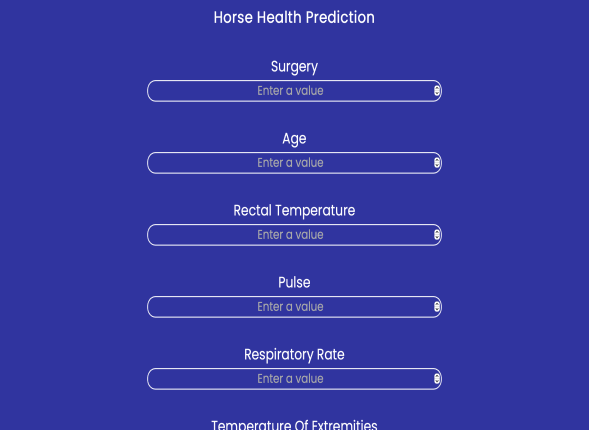 Horse Health Prediction
Surgery
Enter a value
Age
Enter a value
Rectal Temperature
Enter a value
Pulse
Enter a value
Respiratory Rate
Enter a value
Temperature Of Extremities